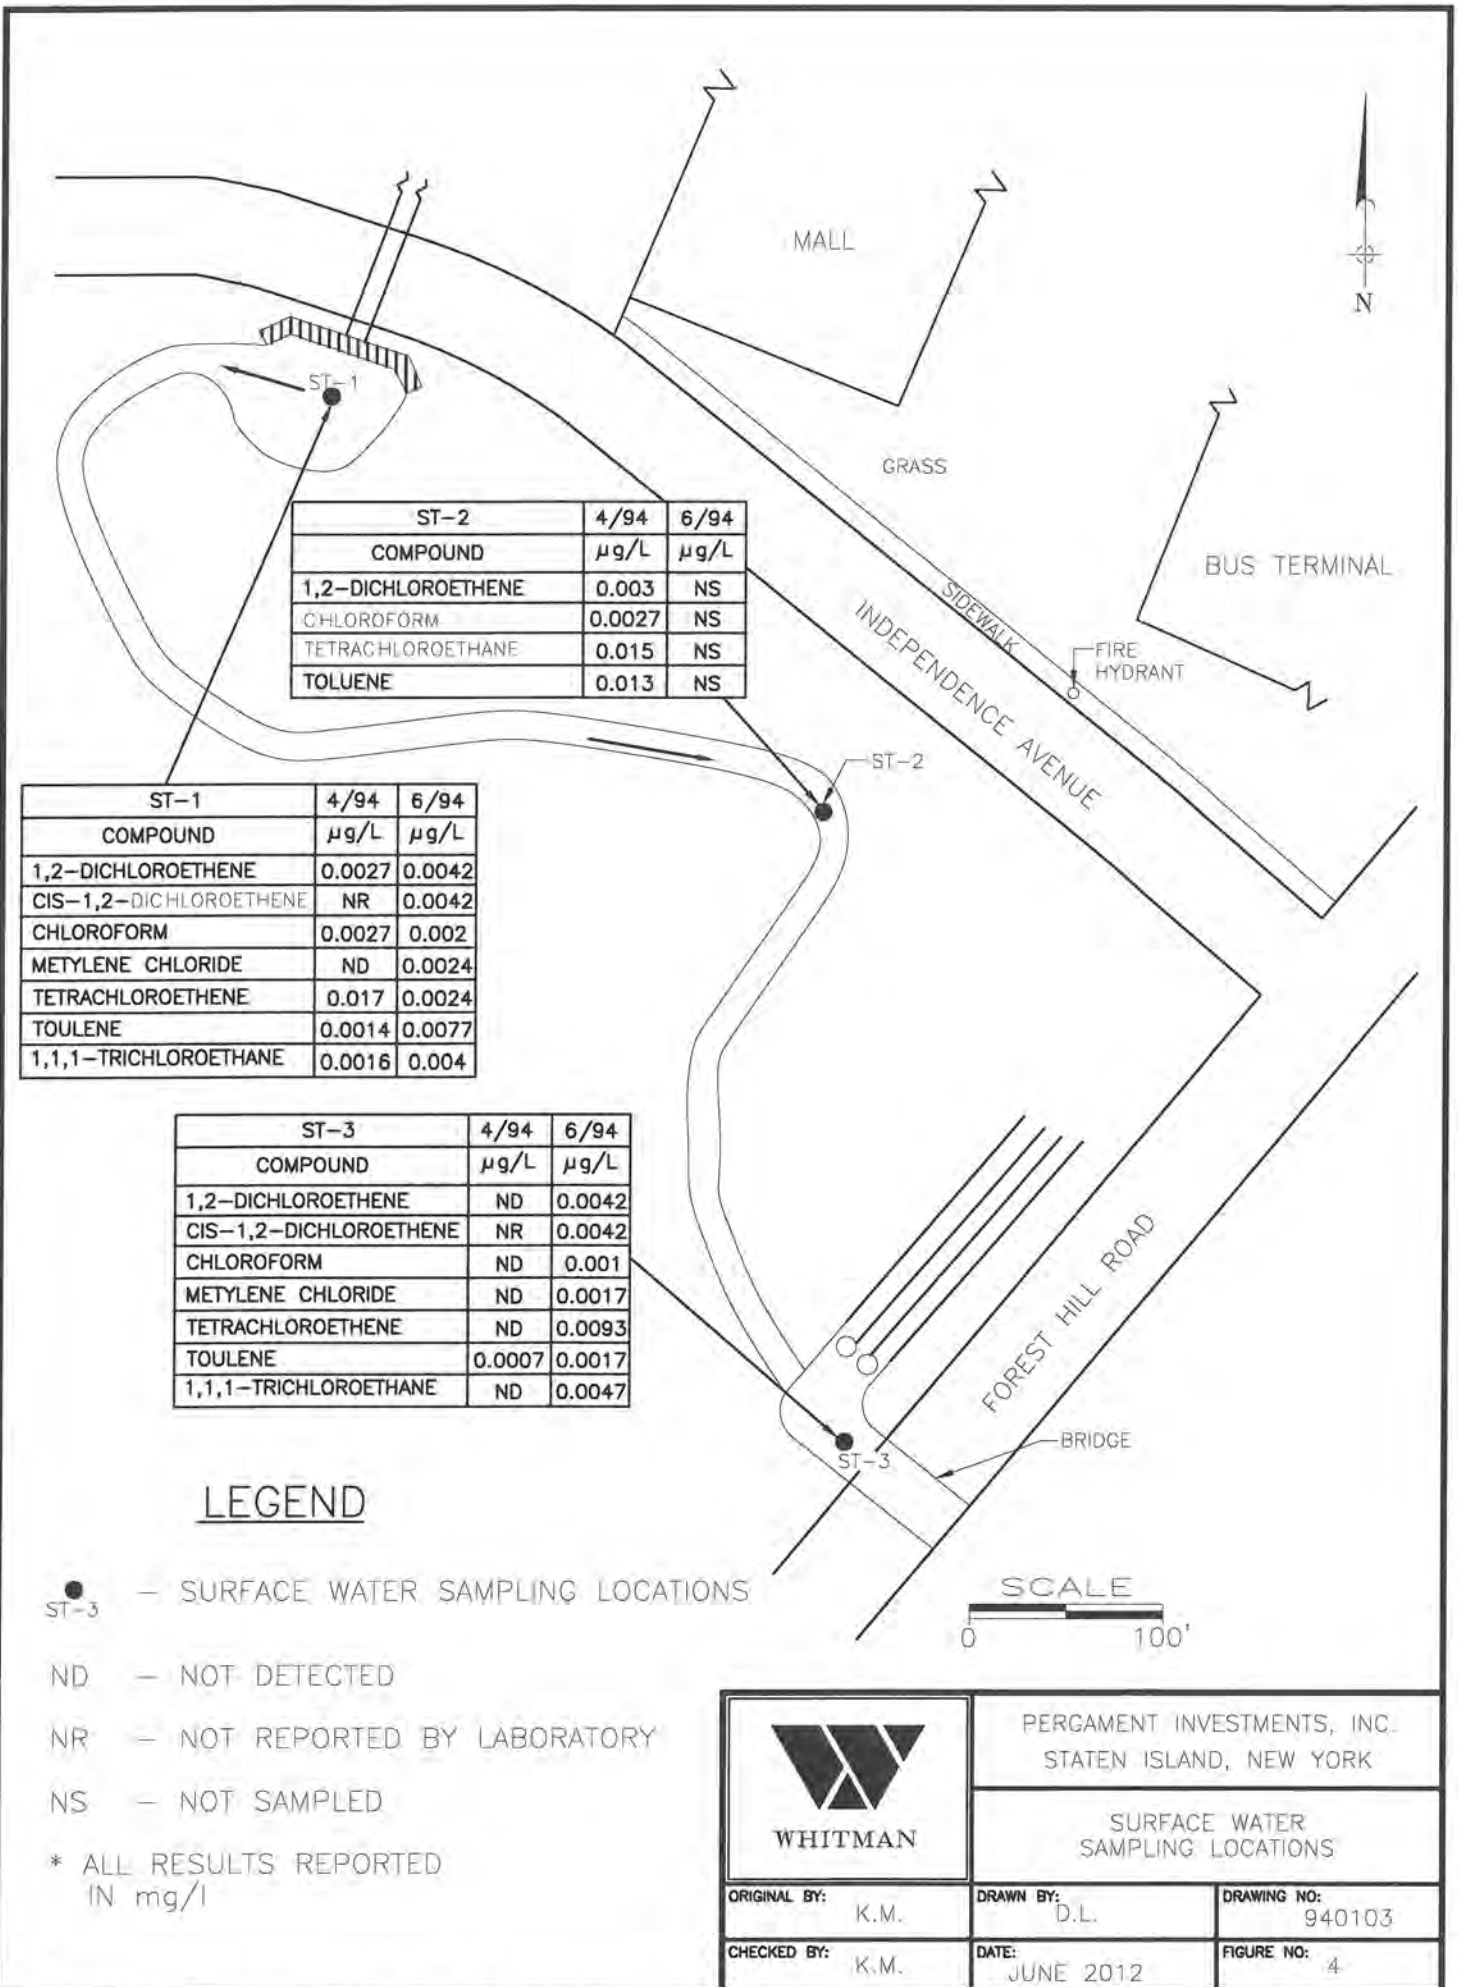 MALL
N
ST-1
GRASS
BUS TERMINAL
SIDEWALK
INDEPENDENCE AVENUE
FIRE
HYDRANT
ST-2 4/94 6/94
COMPOUND µg/L µg/L
1,2-DICHLOROETHENE 0.003 NS
CHLOROFORM 0.0027 NS
TETRACHLOROETHANE 0.015 NS
TOLUENE 0.013 NS
ST-2
ST-1 4/94 6/94
COMPOUND µg/L µg/L
1,2-DICHLOROETHENE 0.0027 0.0042
CIS-1,2-DICHLOROETHENE NR 0.0042
CHLOROFORM 0.0027 0.002
METYLENE CHLORIDE ND 0.0024
TETRACHLOROETHENE 0.017 0.0024
TOULENE 0.0014 0.0077
1,1,1-TRICHLOROETHANE 0.0016 0.004
ST-3 4/94 6/94
COMPOUND µg/L µg/L
1,2-DICHLOROETHENE ND 0.0042
CIS-1,2-DICHLOROETHENE NR 0.0042
CHLOROFORM ND 0.001
METYLENE CHLORIDE ND 0.0017
TETRACHLOROETHENE ND 0.0093
TOULENE 0.0007 0.0017
1,1,1-TRICHLOROETHANE ND 0.0047
FOREST HILL ROAD
BRIDGE
ST-3
LEGEND
ST-3 - SURFACE WATER SAMPLING LOCATIONS
ND - NOT DETECTED
NR - NOT REPORTED BY LABORATORY
NS - NOT SAMPLED
* ALL RESULTS REPORTED
IN mg/l
SCALE
0 100'
WHITMAN
PERGAMENT INVESTMENTS, INC.
STATEN ISLAND, NEW YORK
SURFACE WATER
SAMPLING LOCATIONS
ORIGINAL BY: K.M.
DRAWN BY: D.L.
DRAWING NO: 940103
CHECKED BY: K.M.
DATE: JUNE 2012
FIGURE NO: 4